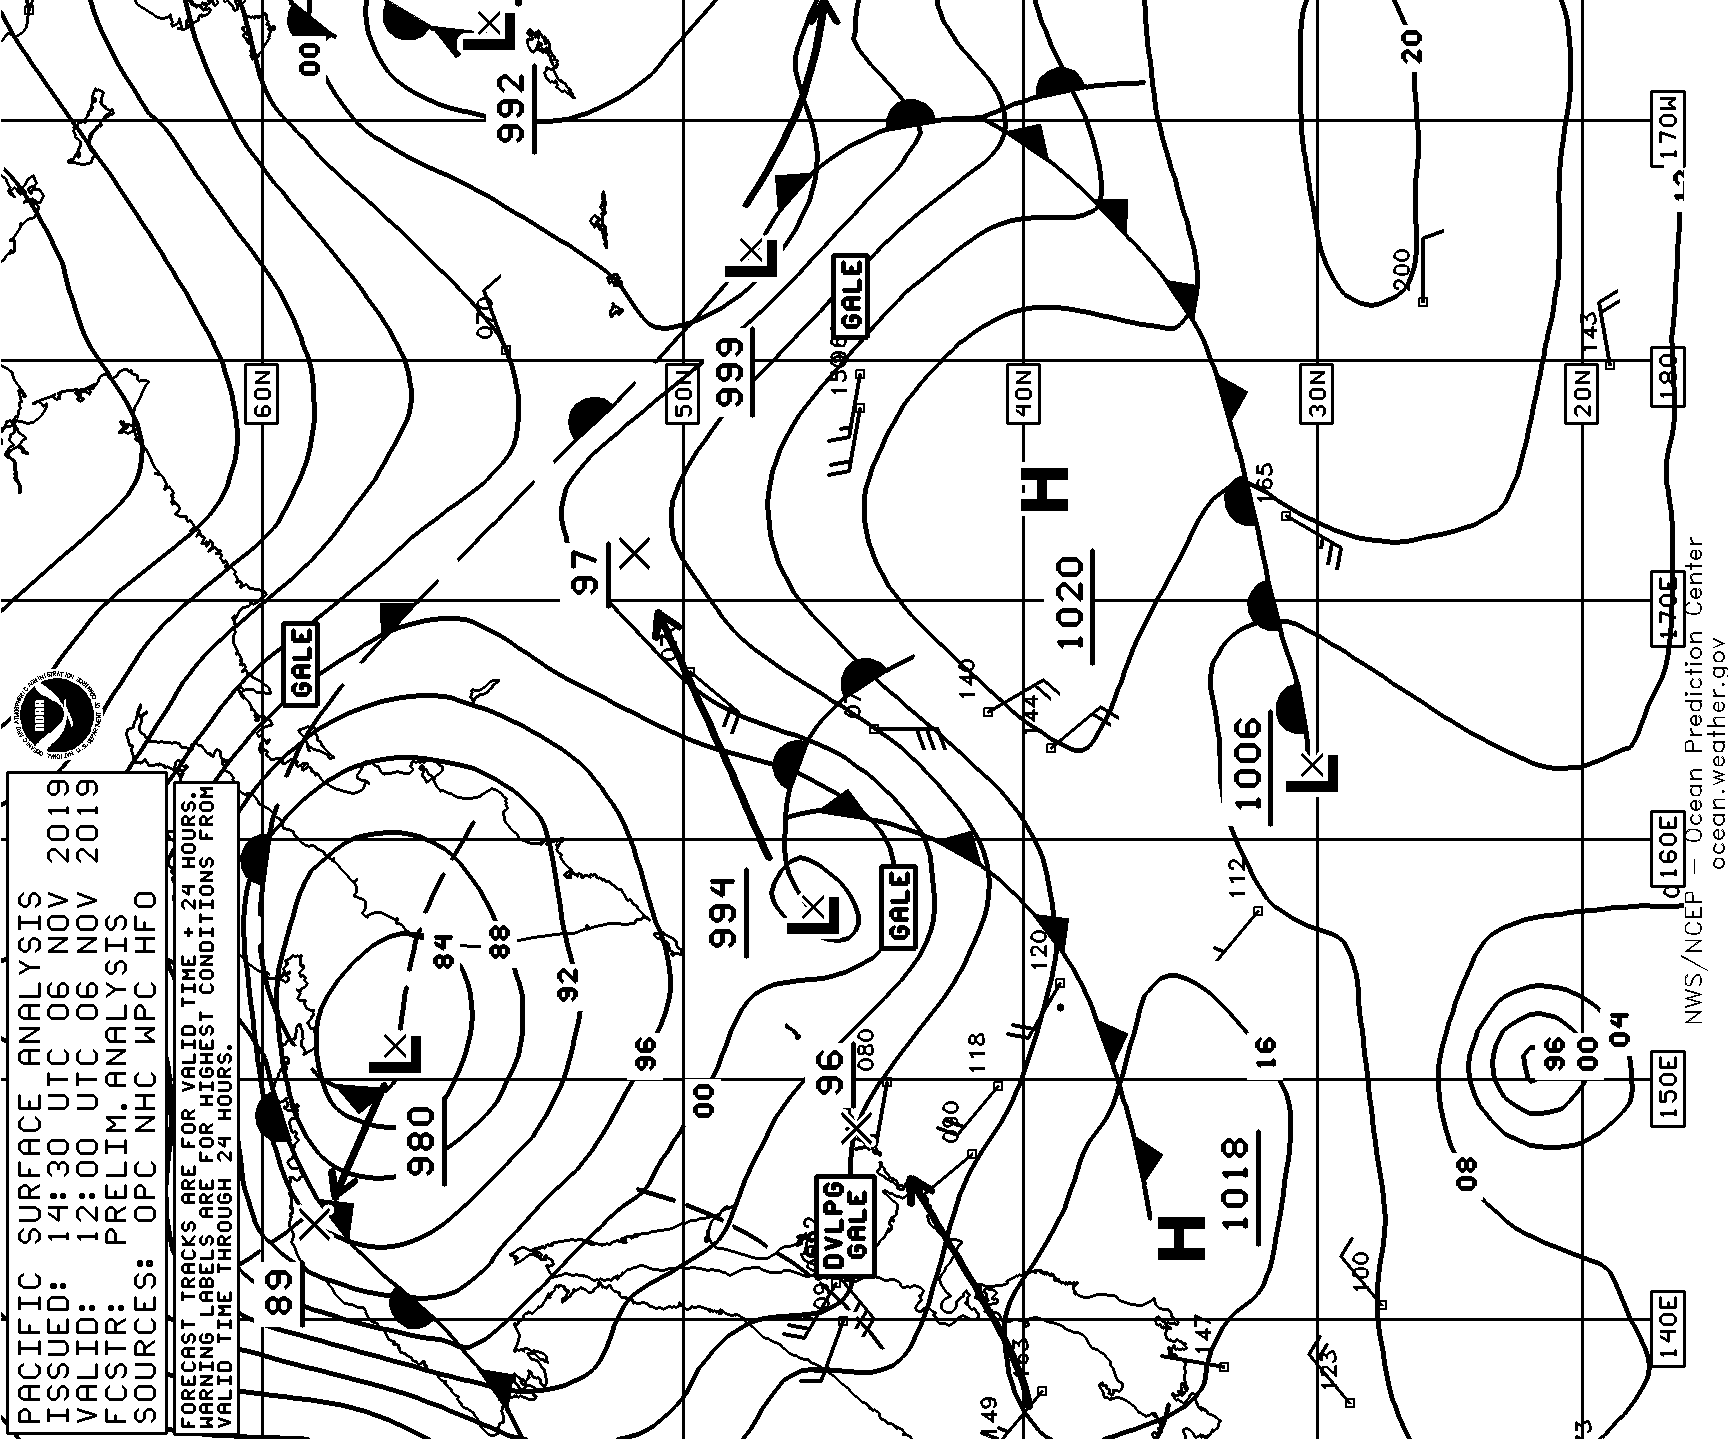 PACIFIC SURFACE ANALYSIS
ISSUED: 14:30 UTC 06 NOV 2019
VALID: 12:00 UTC 06 NOV 2019
FCSTR: PRELIM.ANALYSIS
SOURCES: OPC NHC WPC HFO
FORECAST TRACKS ARE FOR VALID TIME + 24 HOURS.
WARNING LABELS ARE FOR HIGHEST CONDITIONS FROM
VALID TIME THROUGH 24 HOURS.
NOAA
89
980
L
84
88
92
96
00
GALE
60N
070
00
L
992
97
994
L
GALE
50N
999
L
GALE
96
080
DVLPG
GALE
118
090
120
140
144
40N
H
1020
149
H
1018
147
16
1006
L
165
112
30N
123
100
200
20
08
96
00
04
143
20N
140E
150E
160E
170E
180
170W
NWS/NCEP – Ocean Prediction Center
ocean.weather.gov